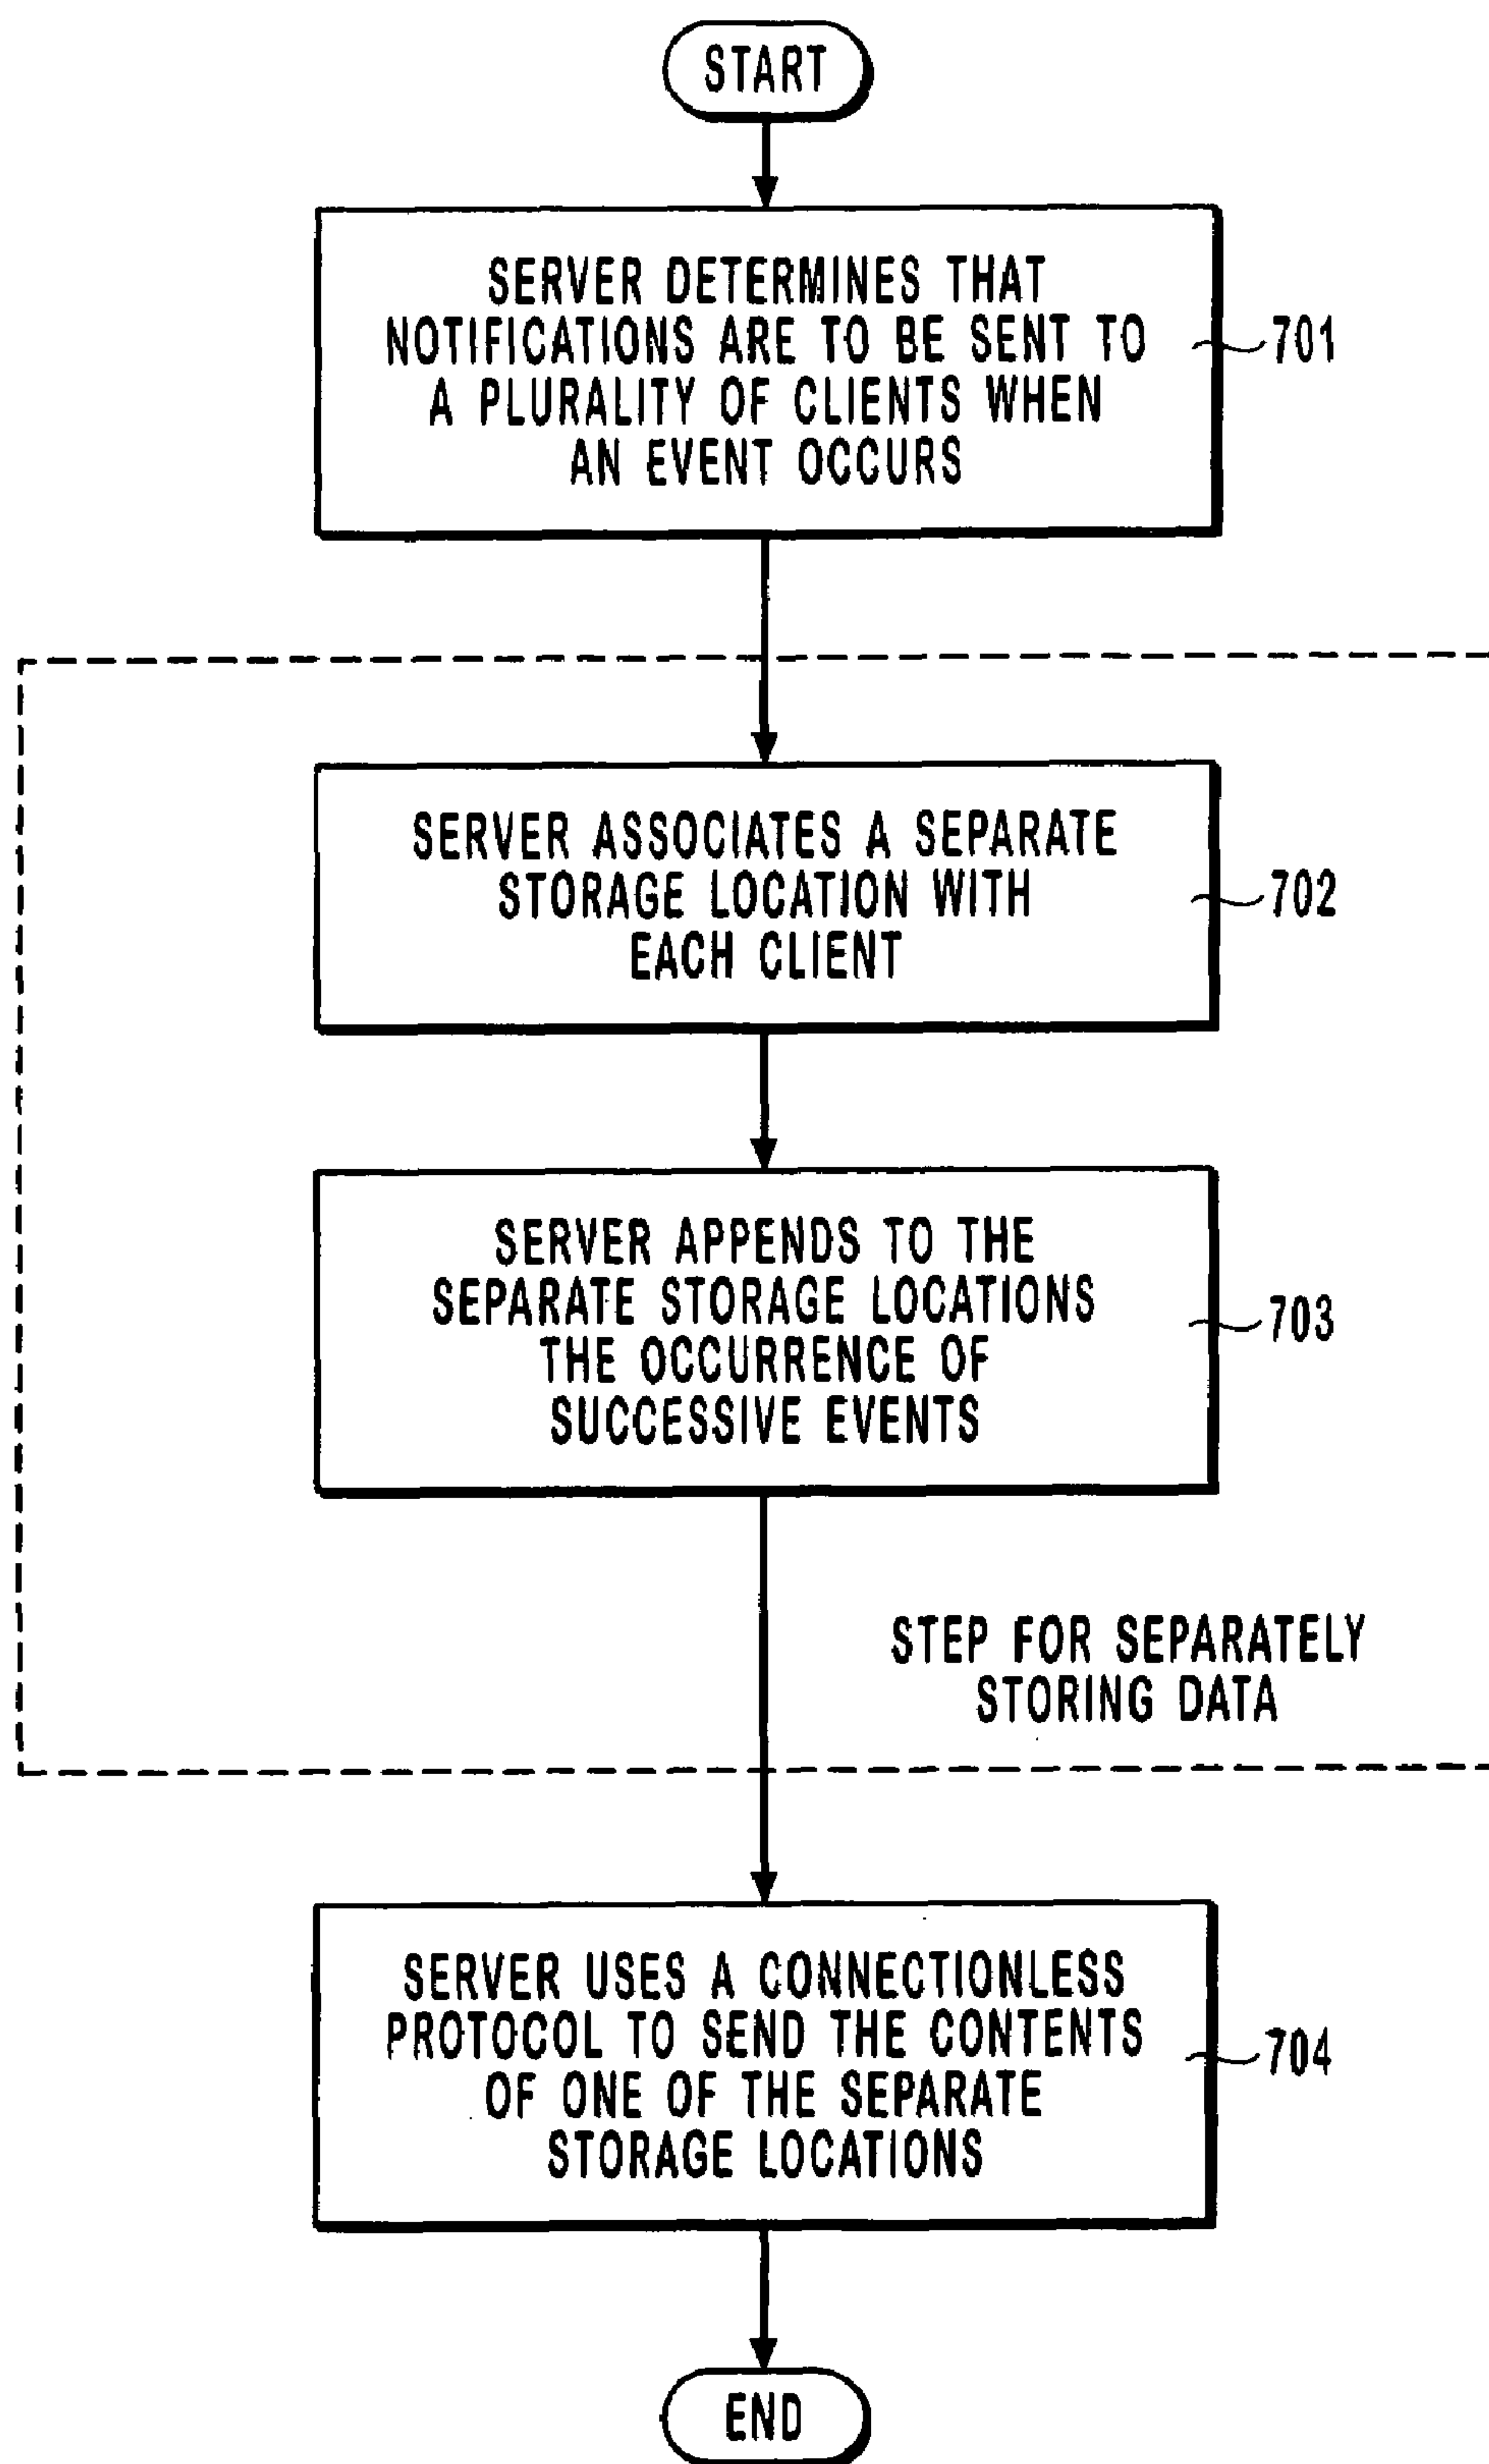 START
SERVER DETERMINES THAT
NOTIFICATIONS ARE TO BE SENT TO
A PLURALITY OF CLIENTS WHEN
AN EVENT OCCURS
701
SERVER ASSOCIATES A SEPARATE
STORAGE LOCATION WITH
EACH CLIENT
702
SERVER APPENDS TO THE
SEPARATE STORAGE LOCATIONS
THE OCCURRENCE OF
SUCCESSIVE EVENTS
703
STEP FOR SEPARATELY
STORING DATA
SERVER USES A CONNECTIONLESS
PROTOCOL TO SEND THE CONTENTS
OF ONE OF THE SEPARATE
STORAGE LOCATIONS
704
END